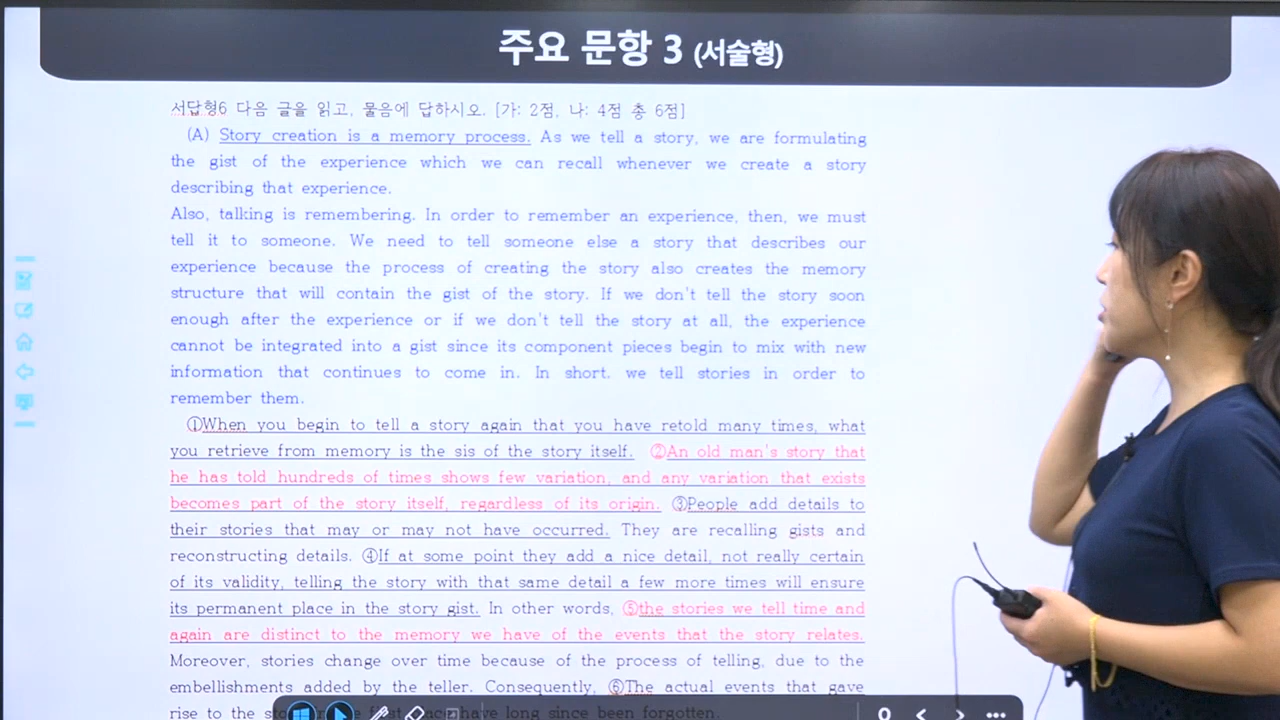 주요 문항 3 (서술형)
서답형6 다음 글을 읽고, 물음에 답하시오. [가: 2점, 나: 4점 총 6점]
(A) Story creation is a memory process. As we tell a story, we are formulating
the gist of the experience which we can recall whenever we create a story
describing that experience.
Also, talking is remembering. In order to remember an experience, then, we must
tell it to someone. We need to tell someone else a story that describes our
experience because the process of creating the story also creates the memory
structure that will contain the gist of the story. If we don't tell the story soon
enough after the experience or if we don't tell the story at all, the experience
cannot be integrated into a gist since its component pieces begin to mix with new
information that continues to come in. In short. we tell stories in order to
remember them.
①When you begin to tell a story again that you have retold many times, what
you retrieve from memory is the sis of the story itself. ②An old man's story that
he has told hundreds of times shows few variation, and any variation that exists
becomes part of the story itself, regardless of its origin. ③People add details to
their stories that may or may not have occurred. They are recalling gists and
reconstructing details. ④If at some point they add a nice detail, not really certain
of its validity, telling the story with that same detail a few more times will ensure
its permanent place in the story gist. In other words, ⑤the stories we tell time and
again are distinct to the memory we have of the events that the story relates.
Moreover, stories change over time because of the process of telling, due to the
embellishments added by the teller. Consequently, ⑥The actual events that gave
rise to the have long since been forgotten.